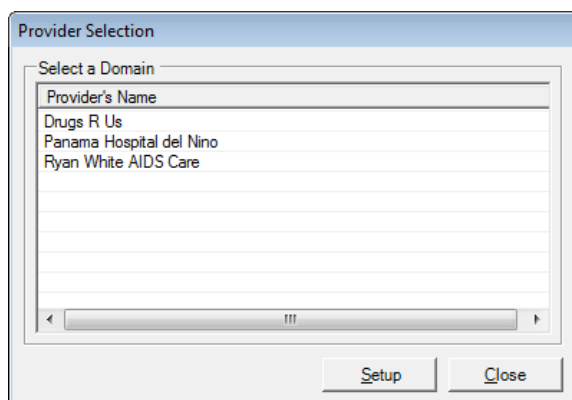 Provider Selection
Select a Domain
Provider's Name
Drugs R Us
Panama Hospital del Nino
Ryan White AIDS Care
Setup Close